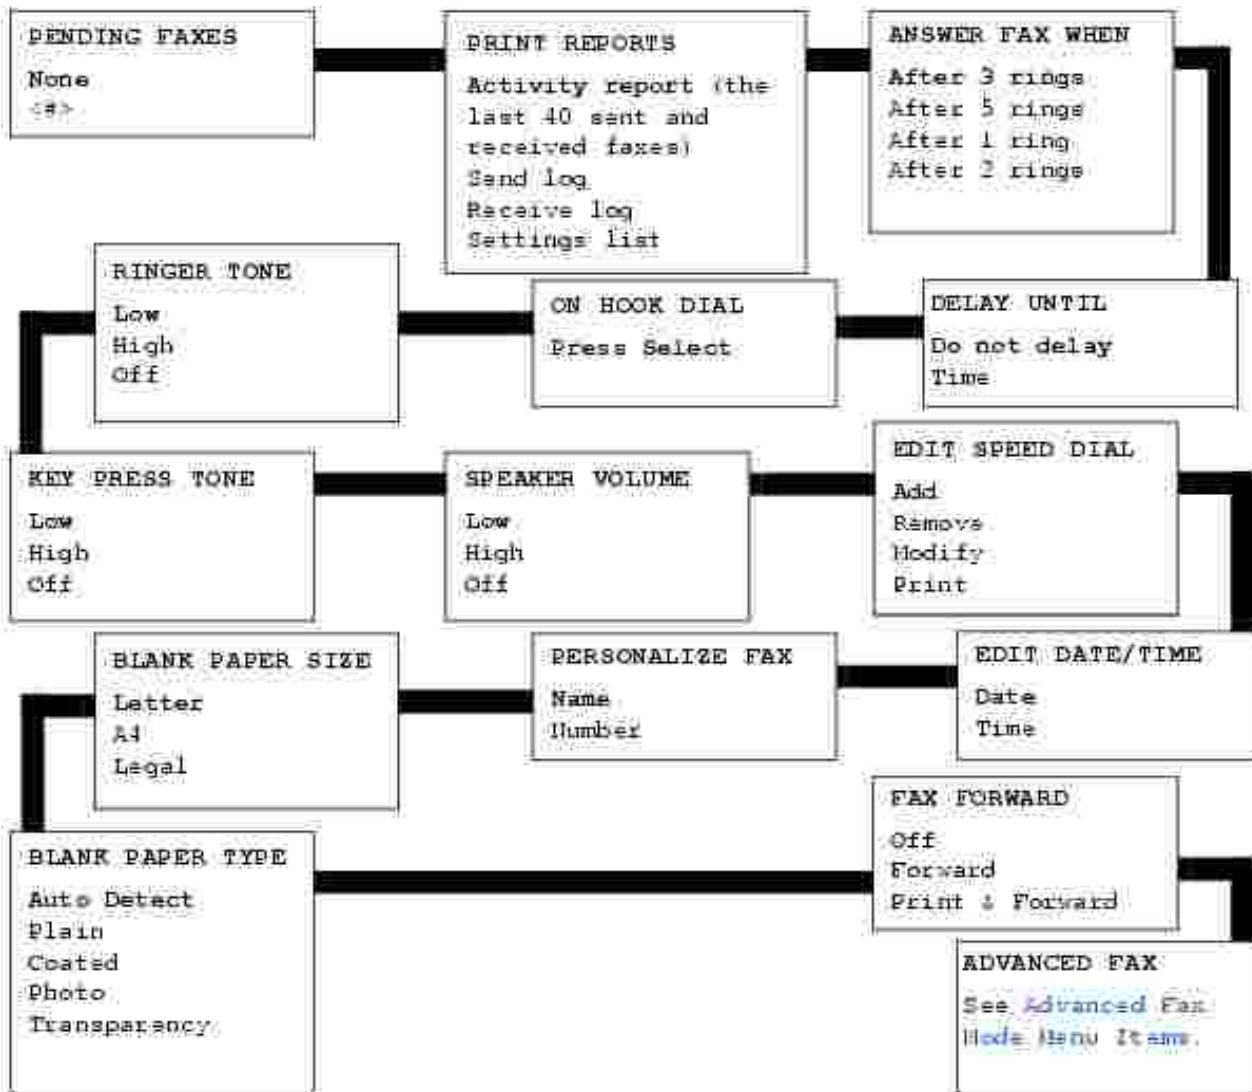 PENDING FAXES
None
<#>
PRINT REPORTS
Activity report (the
last 40 sent and
received faxes)
Send log
Receive log
Settings list
ANSWER FAX WHEN
After 3 rings
After 5 rings
After 1 ring
After 2 rings
DELAY UNTIL
Do not delay
Time
ON HOOK DIAL
Press Select
RINGER TONE
Low
High
Off
KEY PRESS TONE
Low
High
Off
SPEAKER VOLUME
Low
High
Off
EDIT SPEED DIAL
Add
Remove
Modify
Print
EDIT DATE/TIME
Date
Time
PERSONALIZE FAX
Name
Number
BLANK PAPER SIZE
Letter
A4
Legal
BLANK PAPER TYPE
Auto Detect
Plain
Coated
Photo
Transparency
FAX FORWARD
Off
Forward
Print & Forward
ADVANCED FAX
See Advanced Fax
Mode Menu Items.